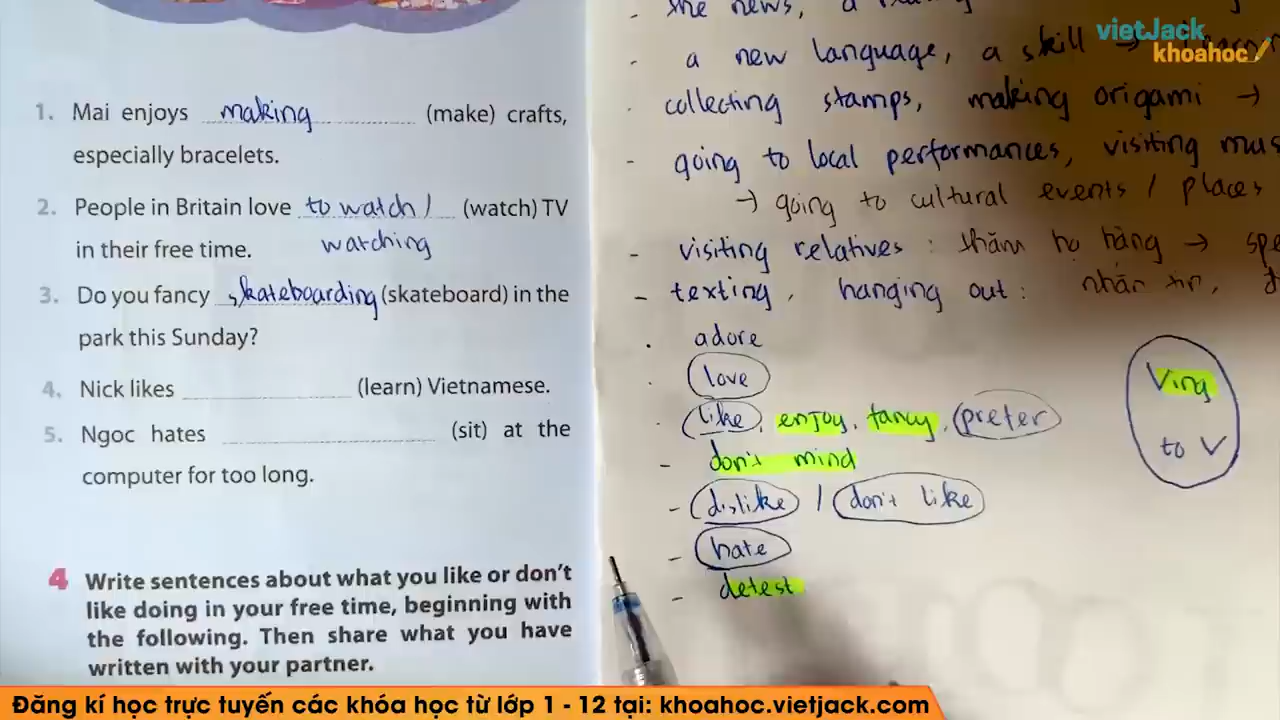 the news, a
vietJack
khoahoc
a new language, a skill →
collecting stamps, making origami →
going to local performances, visiting mus
→ going to cultural events / places
visiting relatives : thăm họ hàng → spe
texting, hanging out : nhắn tin, đ
adore
love
like, enjoy, fancy, prefer
don't mind
dislike / don't like
hate
detest
Ving
to V
1. Mai enjoys making (make) crafts,
especially bracelets.
2. People in Britain love to watch / (watch) TV
in their free time. watching
3. Do you fancy skateboarding (skateboard) in the
park this Sunday?
4. Nick likes (learn) Vietnamese.
5. Ngoc hates (sit) at the
computer for too long.
4 Write sentences about what you like or don't
like doing in your free time, beginning with
the following. Then share what you have
written with your partner.
Đăng kí học trực tuyến các khóa học từ lớp 1 - 12 tại: khoahoc.vietjack.com